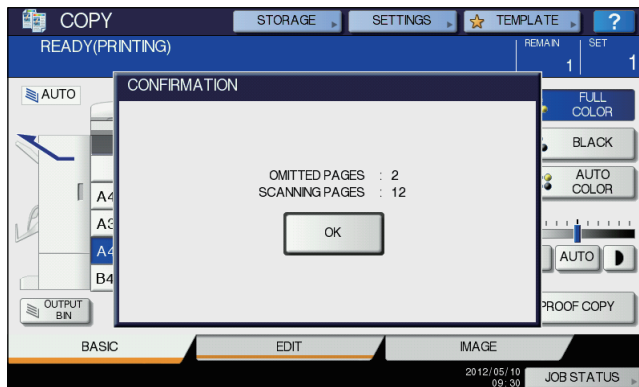 COPY
STORAGE
SETTINGS
TEMPLATE
?
READY(PRINTING)
REMAIN
SET
1
1
AUTO
CONFIRMATION
FULL
COLOR
BLACK
AUTO
COLOR
OMITTED PAGES : 2
SCANNING PAGES : 12
OK
A4
A3
A4
B4
AUTO
OUTPUT
BIN
PROOF COPY
BASIC
EDIT
IMAGE
2012/05/10
09:30
JOB STATUS